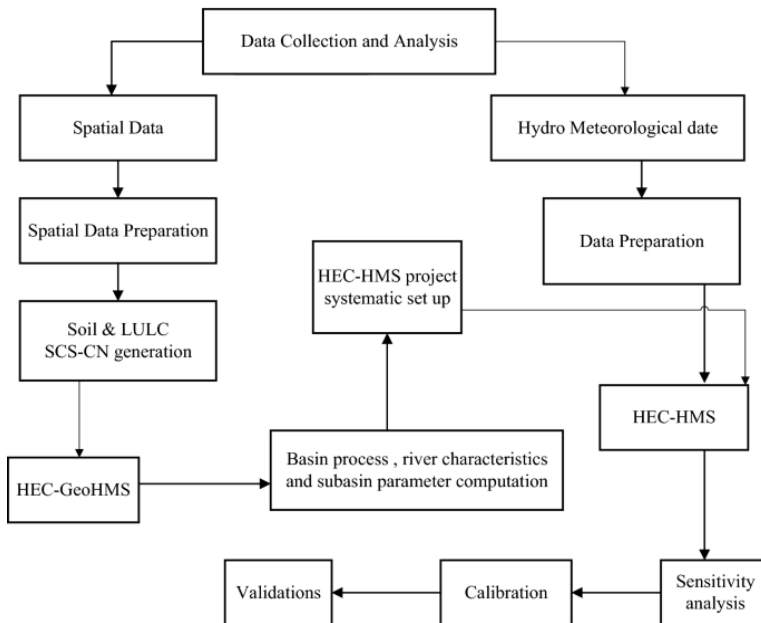 Data Collection and Analysis
Spatial Data
Hydro Meteorological date
Spatial Data Preparation
Data Preparation
HEC-HMS project
systematic set up
Soil & LULC
SCS-CN generation
HEC-HMS
Basin process , river characteristics
and subasin parameter computation
HEC-GeoHMS
Validations
Calibration
Sensitivity
analysis